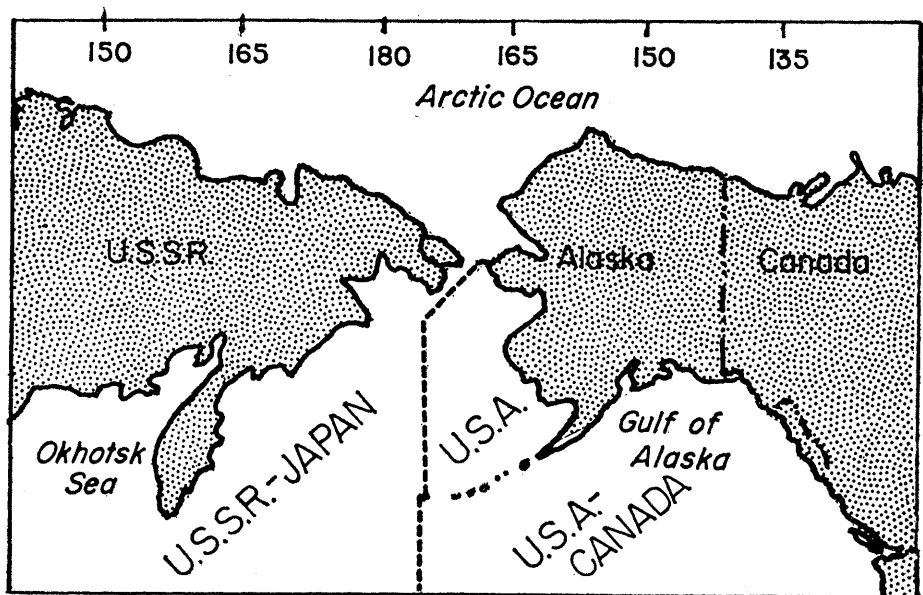 150 165 180 165 150 135
Arctic Ocean
U.S.S.R.
Alaska
Canada
Okhotsk
Sea
U.S.S.R.-JAPAN
U.S.A.
Gulf of
Alaska
U.S.A.-
CANADA